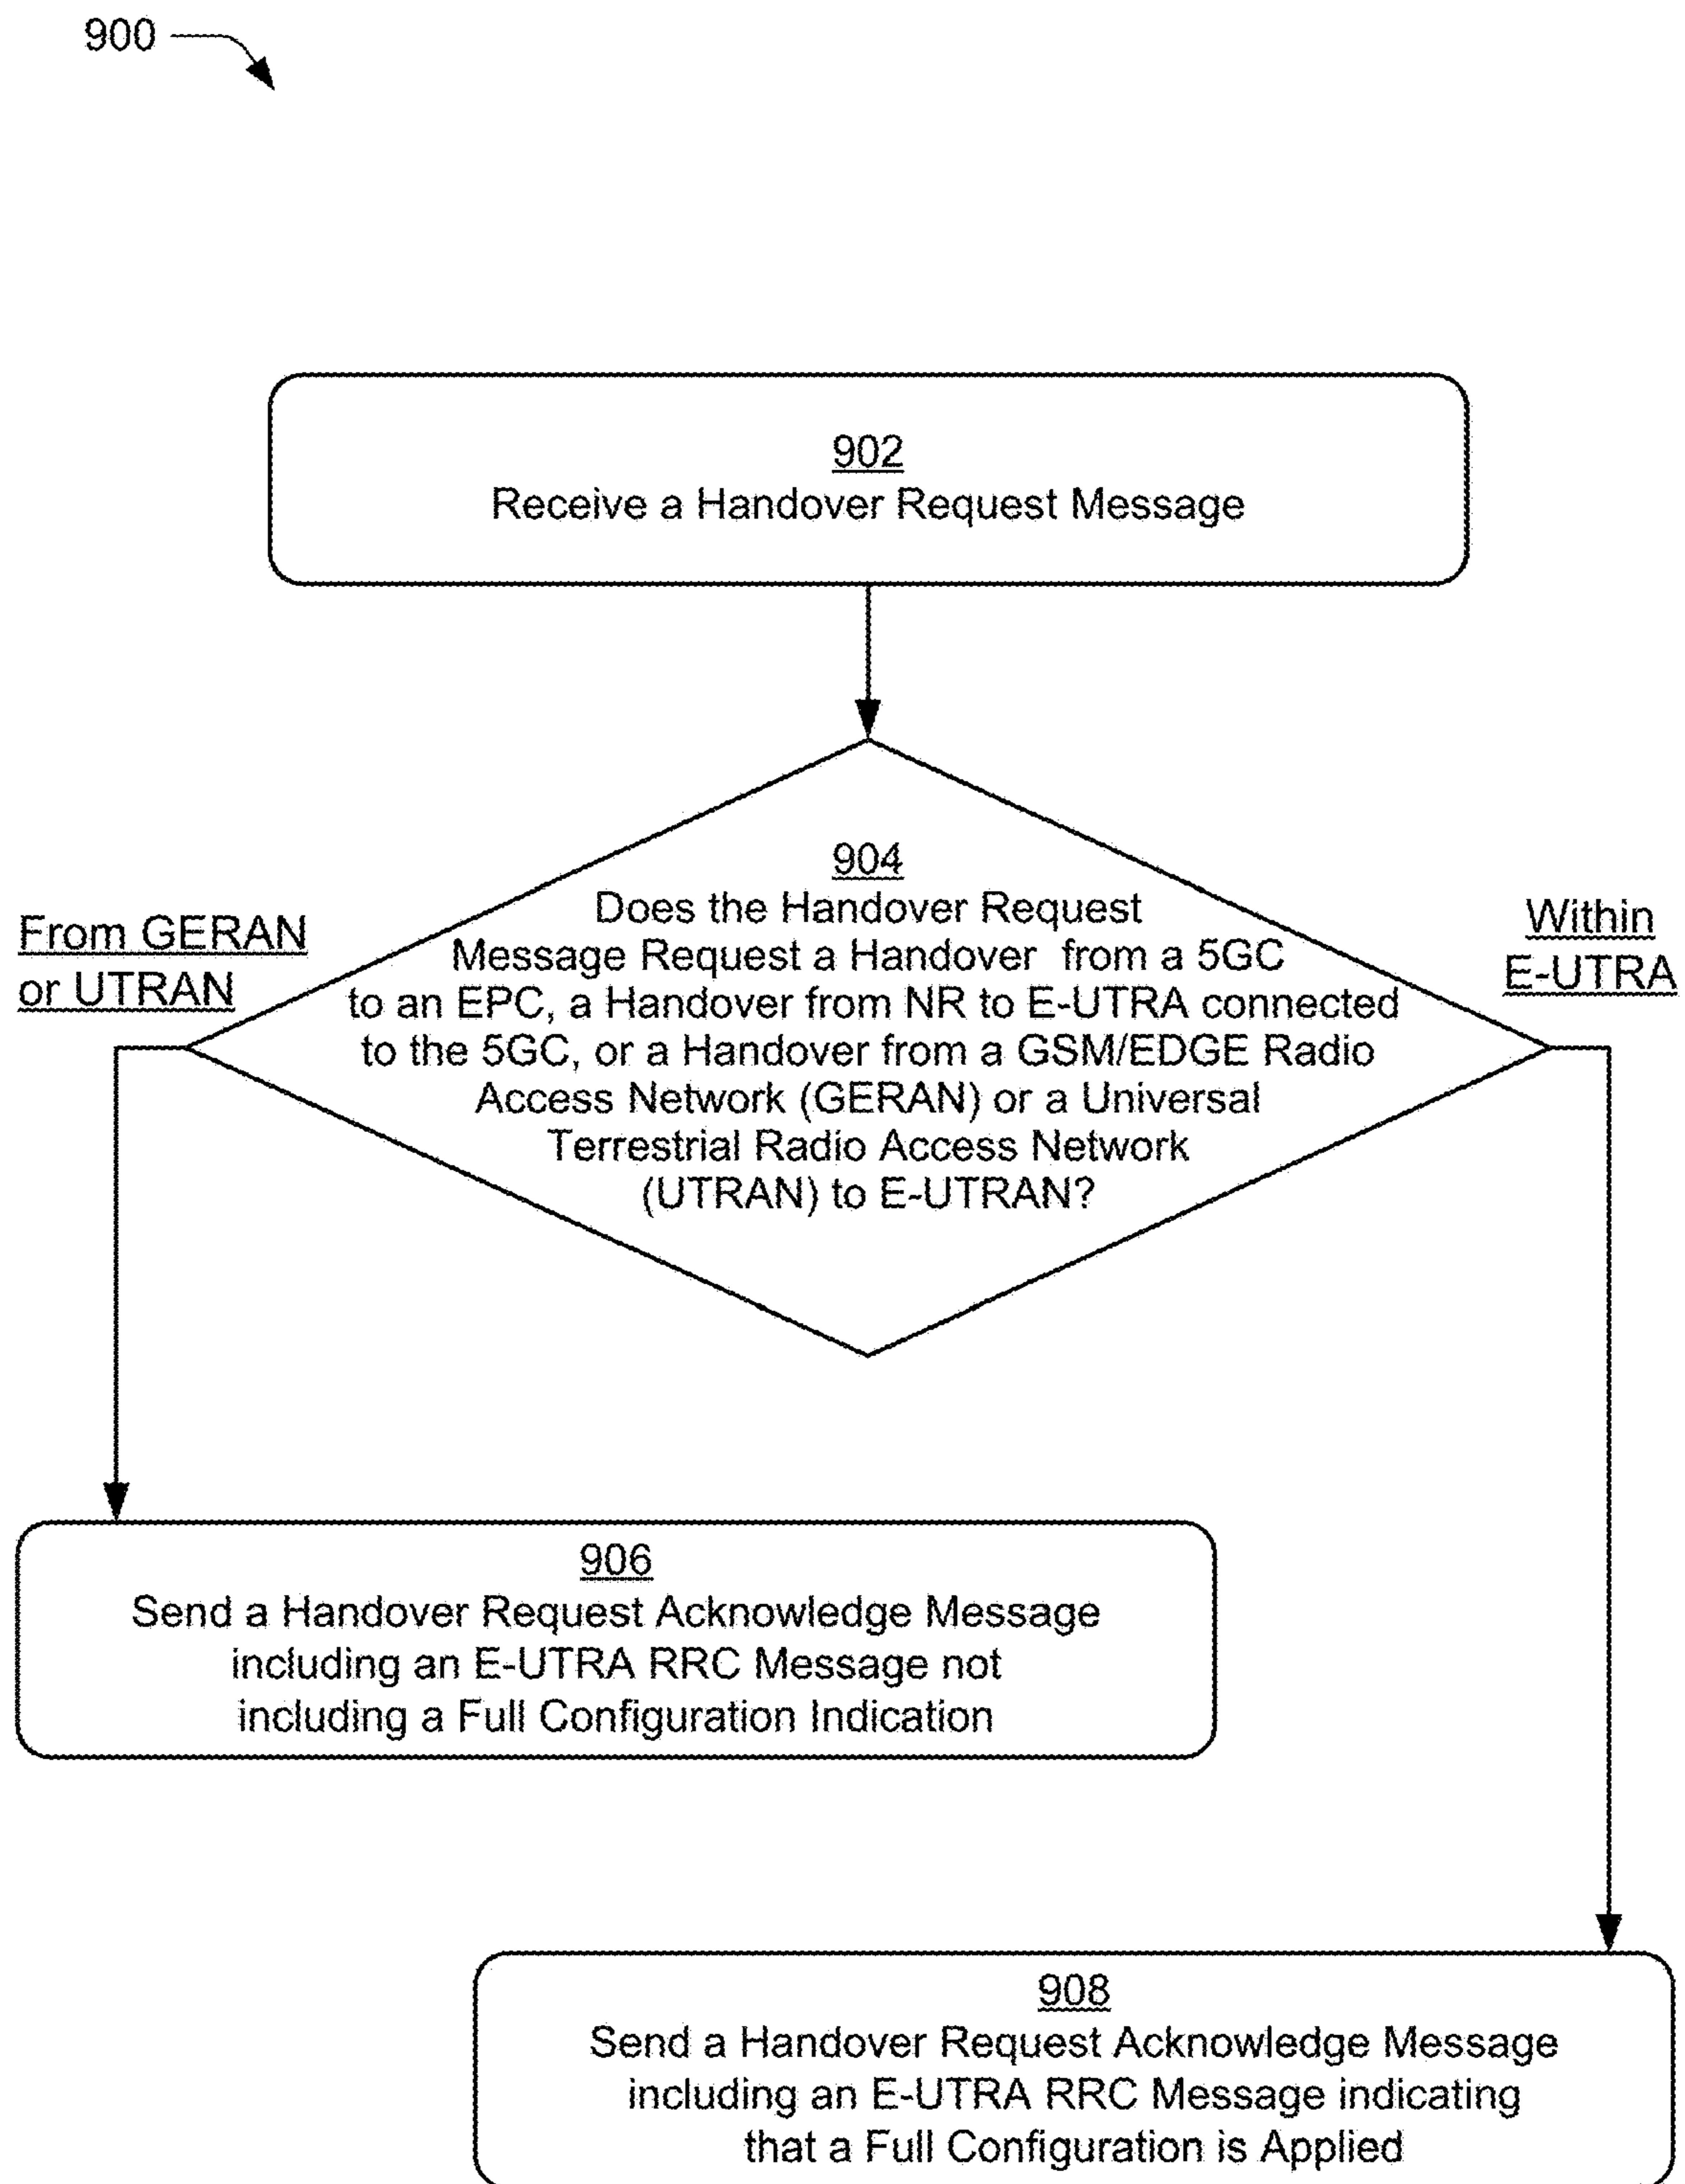 900
902
Receive a Handover Request Message
904
Does the Handover Request
Message Request a Handover from a 5GC
to an EPC, a Handover from NR to E-UTRA connected
to the 5GC, or a Handover from a GSM/EDGE Radio
Access Network (GERAN) or a Universal
Terrestrial Radio Access Network
(UTRAN) to E-UTRAN?
From GERAN
or UTRAN
Within
E-UTRA
906
Send a Handover Request Acknowledge Message
including an E-UTRA RRC Message not
including a Full Configuration Indication
908
Send a Handover Request Acknowledge Message
including an E-UTRA RRC Message indicating
that a Full Configuration is Applied